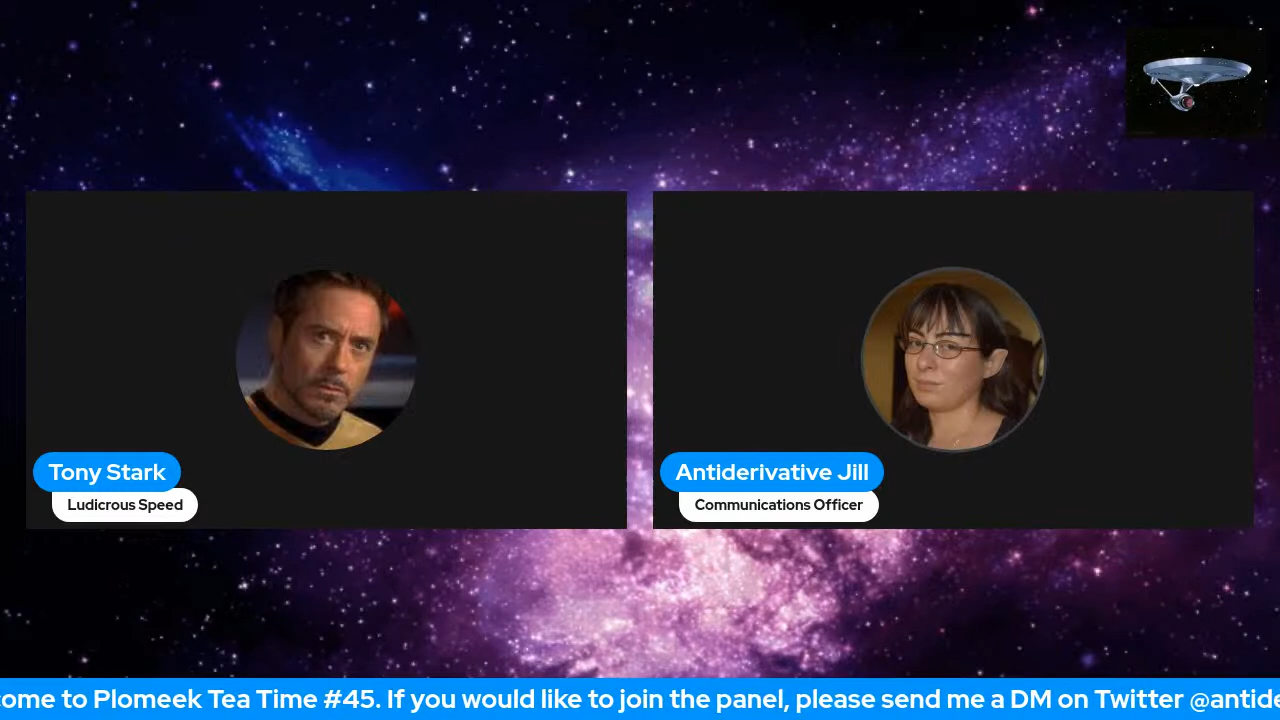 Tony Stark
Ludicrous Speed
Antiderivative Jill
Communications Officer
come to Plomeek Tea Time #45. If you would like to join the panel, please send me a DM on Twitter @antide